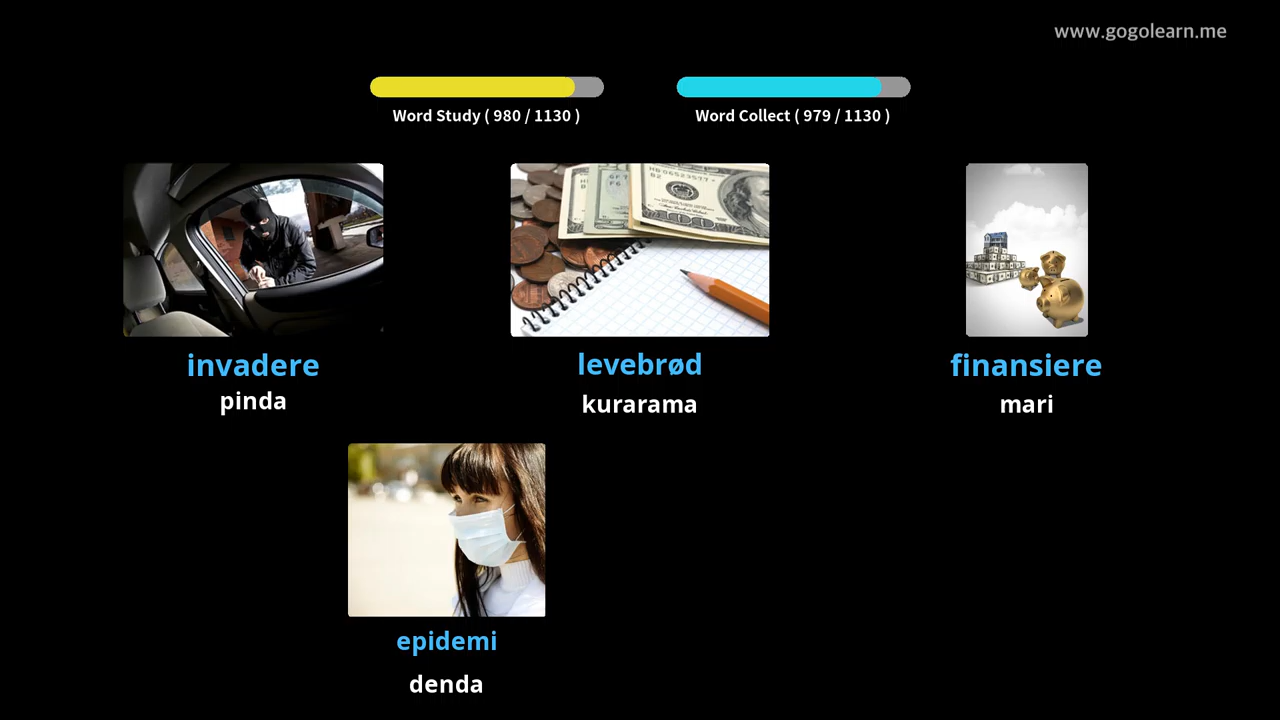 www.gogolearn.me
Word Study ( 980 / 1130 )
Word Collect ( 979 / 1130 )
invadere
pinda
levebrød
kurarama
finansiere
mari
epidemi
denda